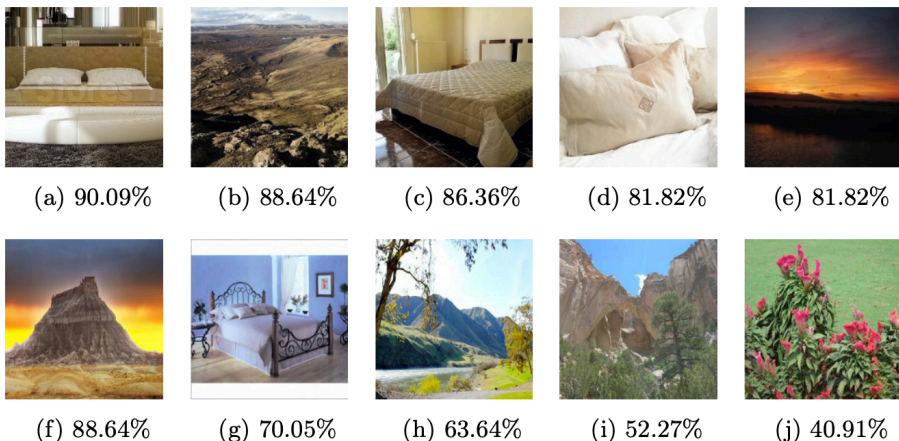 (a) 90.09% (b) 88.64% (c) 86.36% (d) 81.82% (e) 81.82%
(f) 88.64% (g) 70.05% (h) 63.64% (i) 52.27% (j) 40.91%